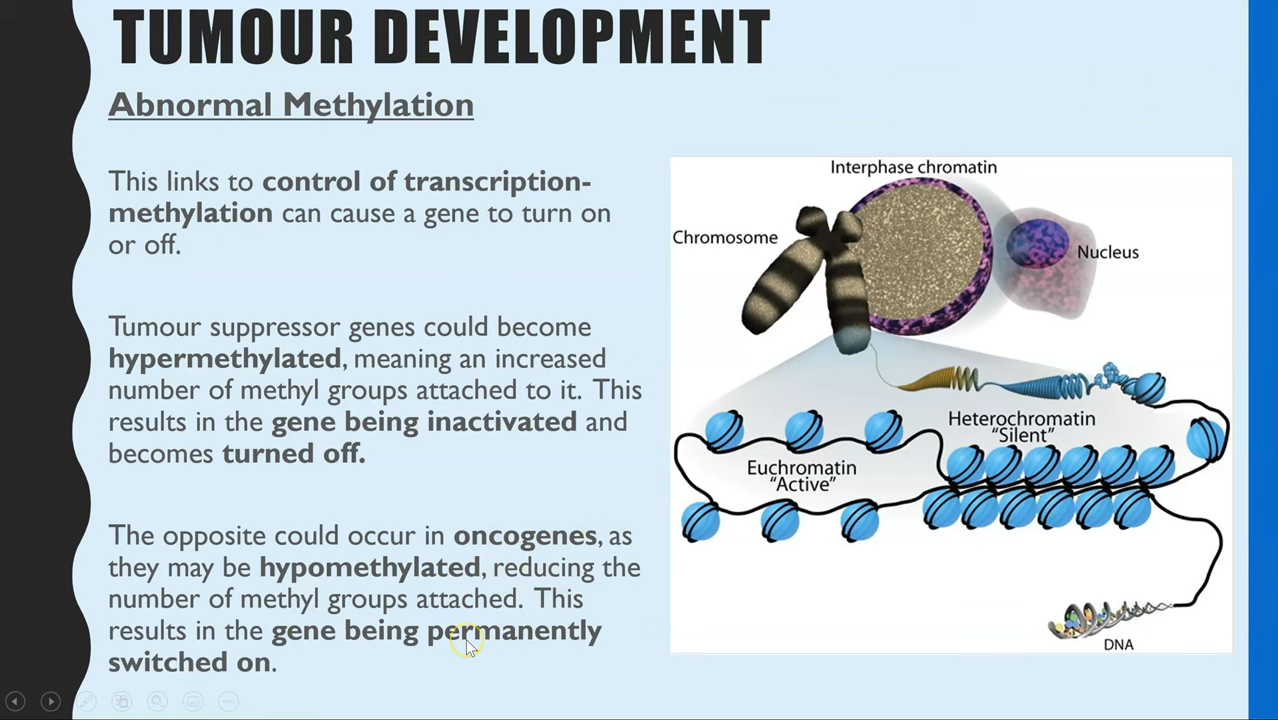 TUMOUR DEVELOPMENT
Abnormal Methylation
This links to control of transcription-
methylation can cause a gene to turn on
or off.
Tumour suppressor genes could become
hypermethylated, meaning an increased
number of methyl groups attached to it. This
results in the gene being inactivated and
becomes turned off.
The opposite could occur in oncogenes, as
they may be hypomethylated, reducing the
number of methyl groups attached. This
results in the gene being permanently
switched on.
Interphase chromatin
Chromosome
Nucleus
Heterochromatin
"Silent"
Euchromatin
"Active"
DNA